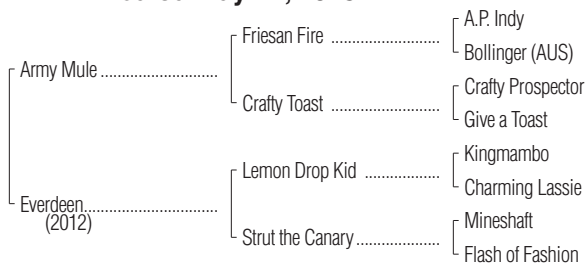 A.P. Indy
Friesan Fire
Bollinger (AUS)
Army Mule
Crafty Prospector
Crafty Toast
Give a Toast
Kingmambo
Lemon Drop Kid
Charming Lassie
Everdeen
(2012)
Mineshaft
Strut the Canary
Flash of Fashion